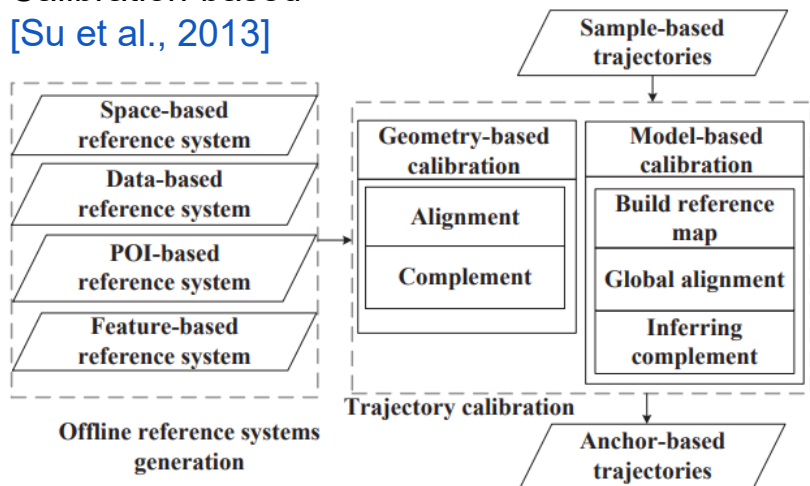 [Su et al., 2013]
Space-based
reference system
Data-based
reference system
POI-based
reference system
Feature-based
reference system
Offline reference systems
generation
Sample-based
trajectories
Geometry-based
calibration
Alignment
Complement
Model-based
calibration
Build reference
map
Global alignment
Inferring
complement
Trajectory calibration
Anchor-based
trajectories